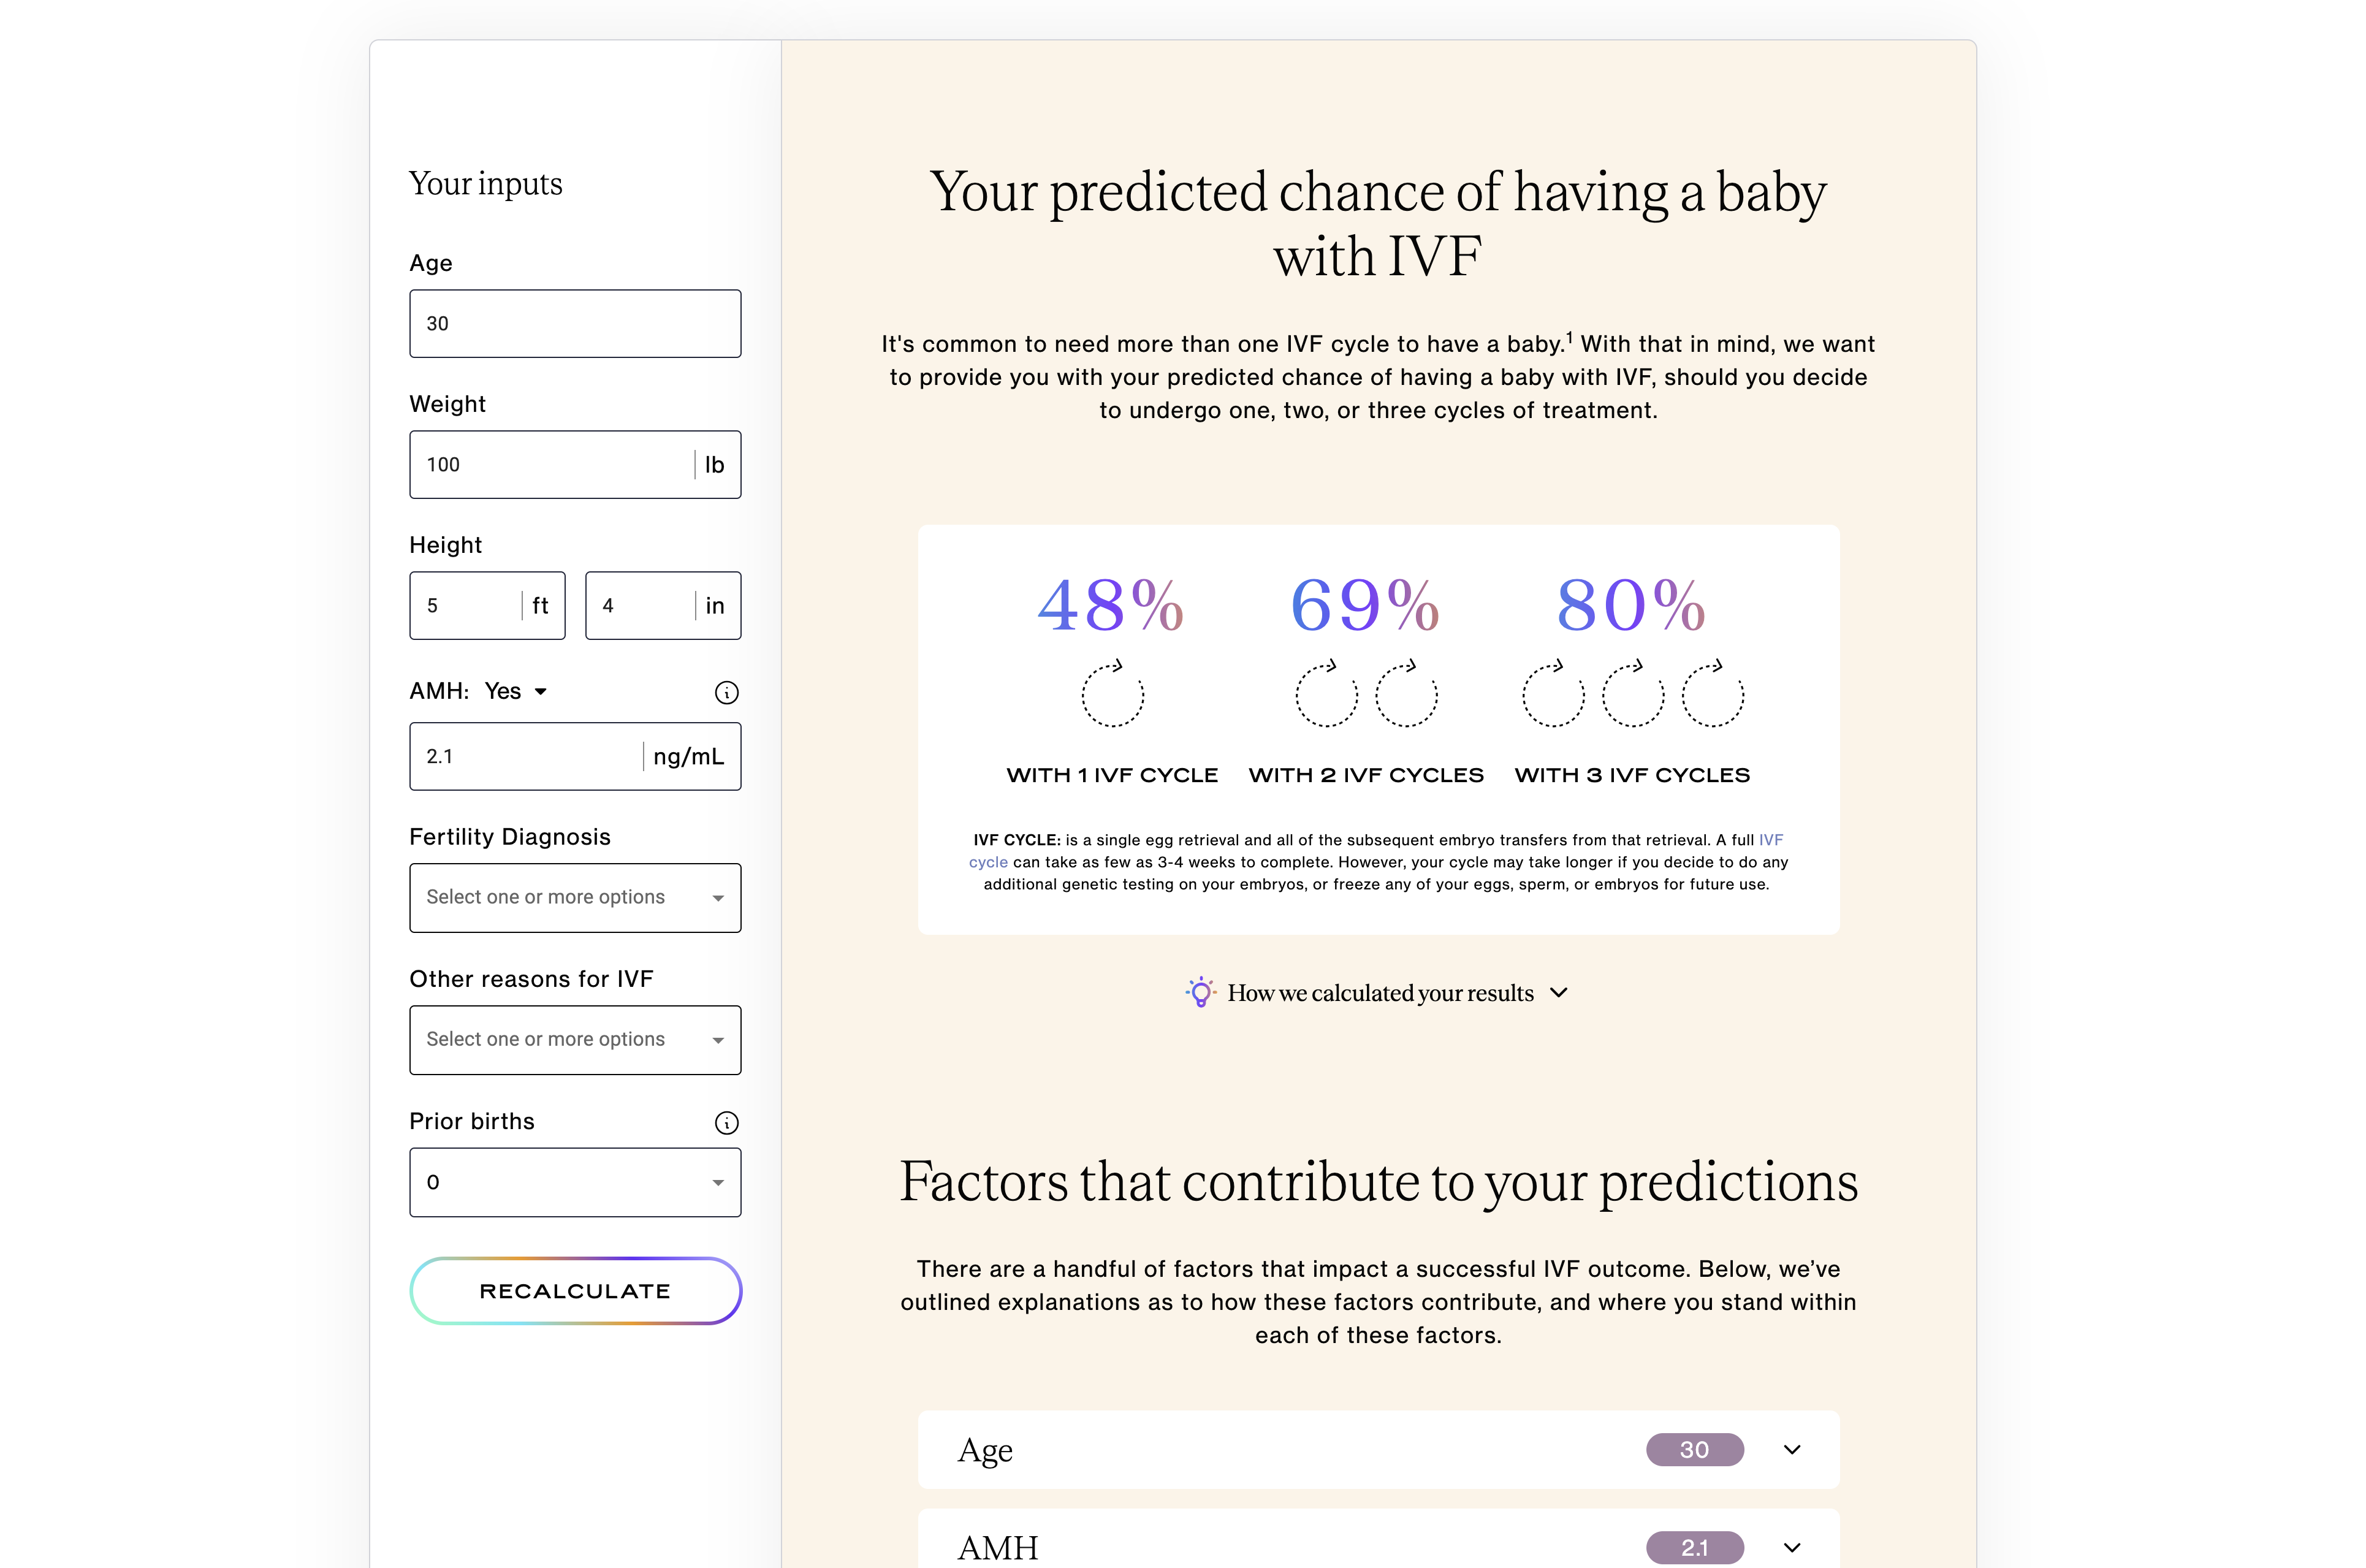 Your inputs
Age
30
Weight
100 lb
Height
5 ft 4 in
AMH: Yes
2.1 ng/mL
Fertility Diagnosis
Select one or more options
Other reasons for IVF
Select one or more options
Prior births
0
RECALCULATE
Your predicted chance of having a baby
with IVF
It's common to need more than one IVF cycle to have a baby.¹ With that in mind, we want
to provide you with your predicted chance of having a baby with IVF, should you decide
to undergo one, two, or three cycles of treatment.
48% 69% 80%
WITH 1 IVF CYCLE WITH 2 IVF CYCLES WITH 3 IVF CYCLES
IVF CYCLE: is a single egg retrieval and all of the subsequent embryo transfers from that retrieval. A full IVF
cycle can take as few as 3-4 weeks to complete. However, your cycle may take longer if you decide to do any
additional genetic testing on your embryos, or freeze any of your eggs, sperm, or embryos for future use.
How we calculated your results
Factors that contribute to your predictions
There are a handful of factors that impact a successful IVF outcome. Below, we’ve
outlined explanations as to how these factors contribute, and where you stand within
each of these factors.
Age 30
AMH 2.1